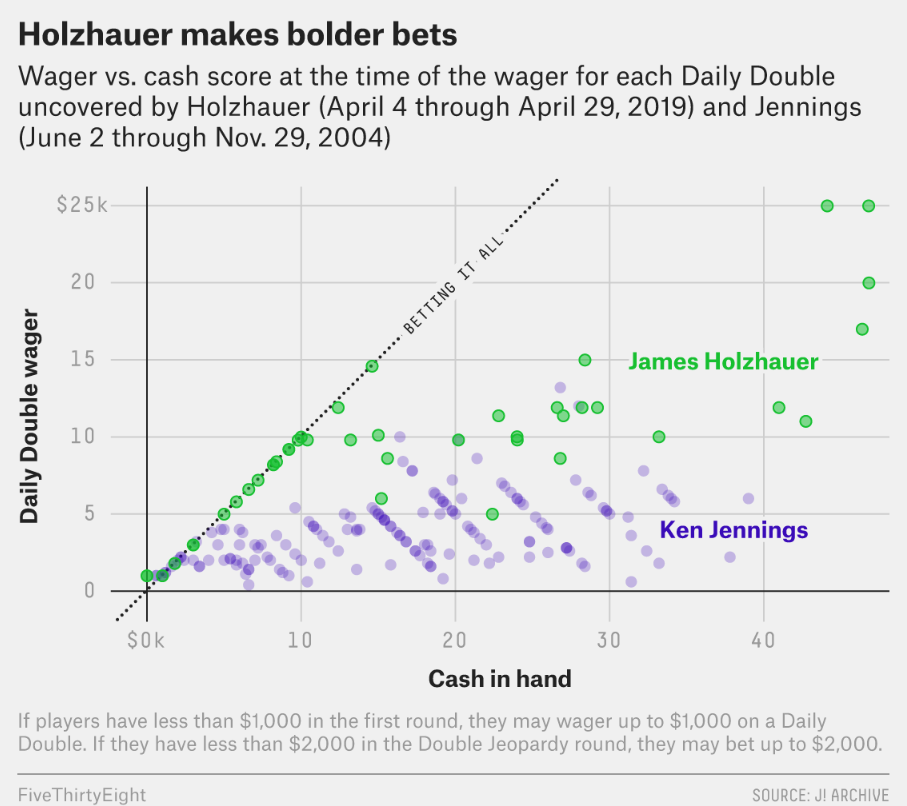 Holzhauer makes bolder bets
Wager vs. cash score at the time of the wager for each Daily Double
uncovered by Holzhauer (April 4 through April 29, 2019) and Jennings
(June 2 through Nov. 29, 2004)
$25k
20
15
10
5
0
Daily Double wager
BETTING IT ALL
James Holzhauer
Ken Jennings
$0k
10
20
30
40
Cash in hand
If players have less than $1,000 in the first round, they may wager up to $1,000 on a Daily
Double. If they have less than $2,000 in the Double Jeopardy round, they may bet up to $2,000.
FiveThirtyEight
SOURCE: J! ARCHIVE